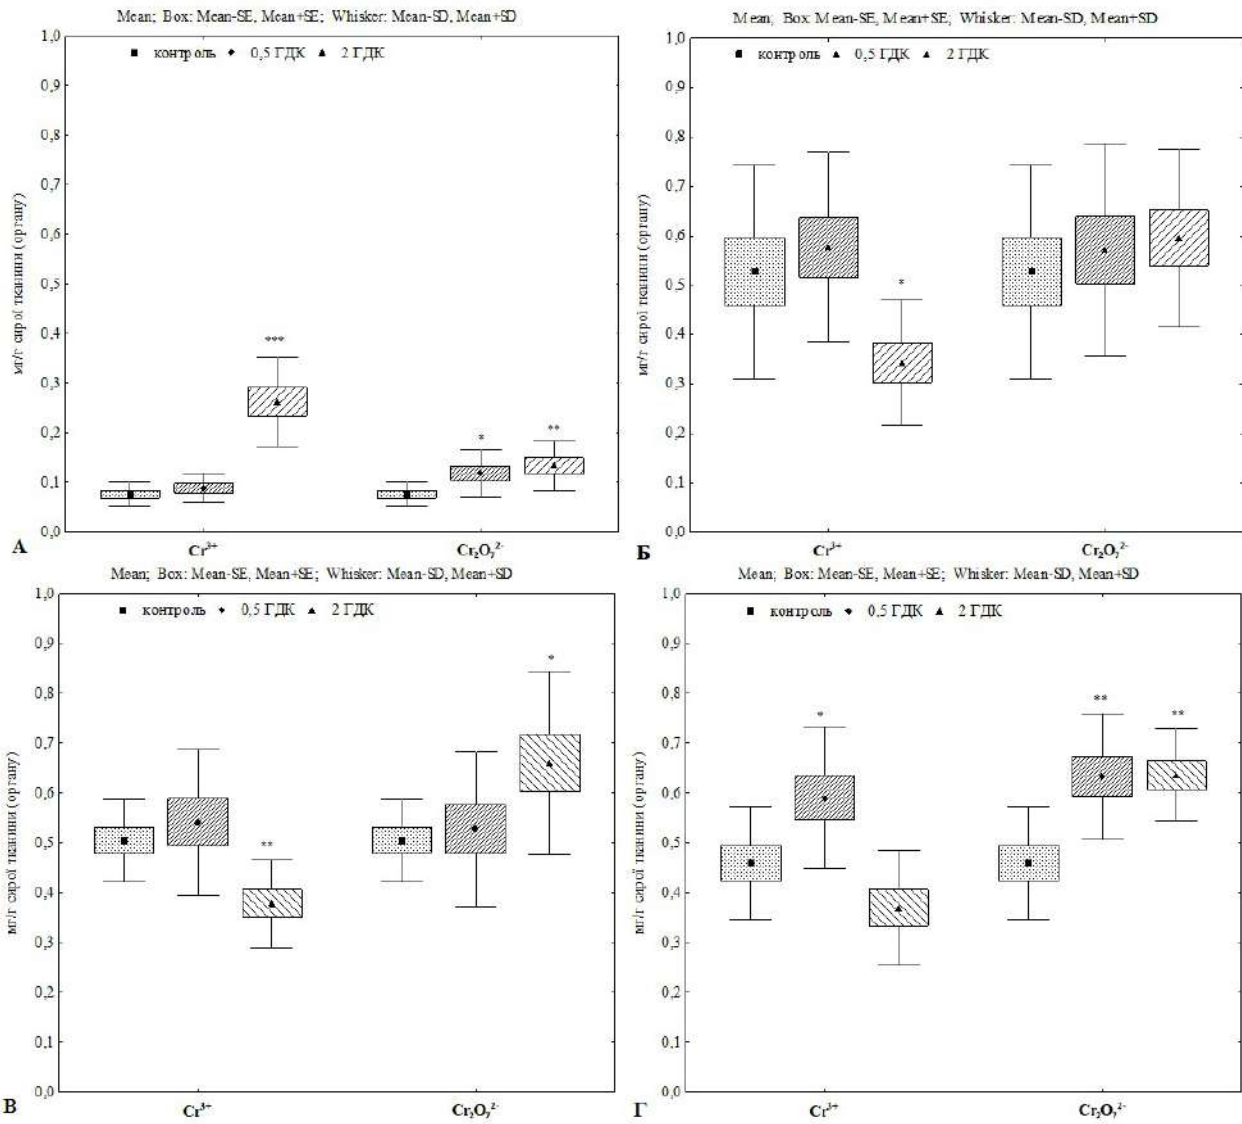 Mean; Box: Mean-SE, Mean+SE; Whisker: Mean-SD, Mean+SD
1,0
контроль 0,5 ГДК 2 ГДК
0,9
0,8
0,7
0,6
0,5
0,4
0,3
0,2
0,1
0,0
мг/г сирої тканини (органу)
***
*
**
А
Cr³⁺
Cr₂O₇²⁻
Mean; Box: Mean-SE, Mean+SE; Whisker: Mean-SD, Mean+SD
1,0
контроль 0,5 ГДК 2 ГДК
0,9
0,8
0,7
0,6
0,5
0,4
0,3
0,2
0,1
0,0
мг/г сирої тканини (органу)
*
Б
Cr³⁺
Cr₂O₇²⁻
Mean; Box: Mean-SE, Mean+SE; Whisker: Mean-SD, Mean+SD
1,0
контроль 0,5 ГДК 2 ГДК
0,9
0,8
0,7
0,6
0,5
0,4
0,3
0,2
0,1
0,0
мг/г сирої тканини (органу)
**
*
В
Cr³⁺
Cr₂O₇²⁻
Mean; Box: Mean-SE, Mean+SE; Whisker: Mean-SD, Mean+SD
1,0
контроль 0,5 ГДК 2 ГДК
0,9
0,8
0,7
0,6
0,5
0,4
0,3
0,2
0,1
0,0
мг/г сирої тканини (органу)
*
**
**
Г
Cr³⁺
Cr₂O₇²⁻